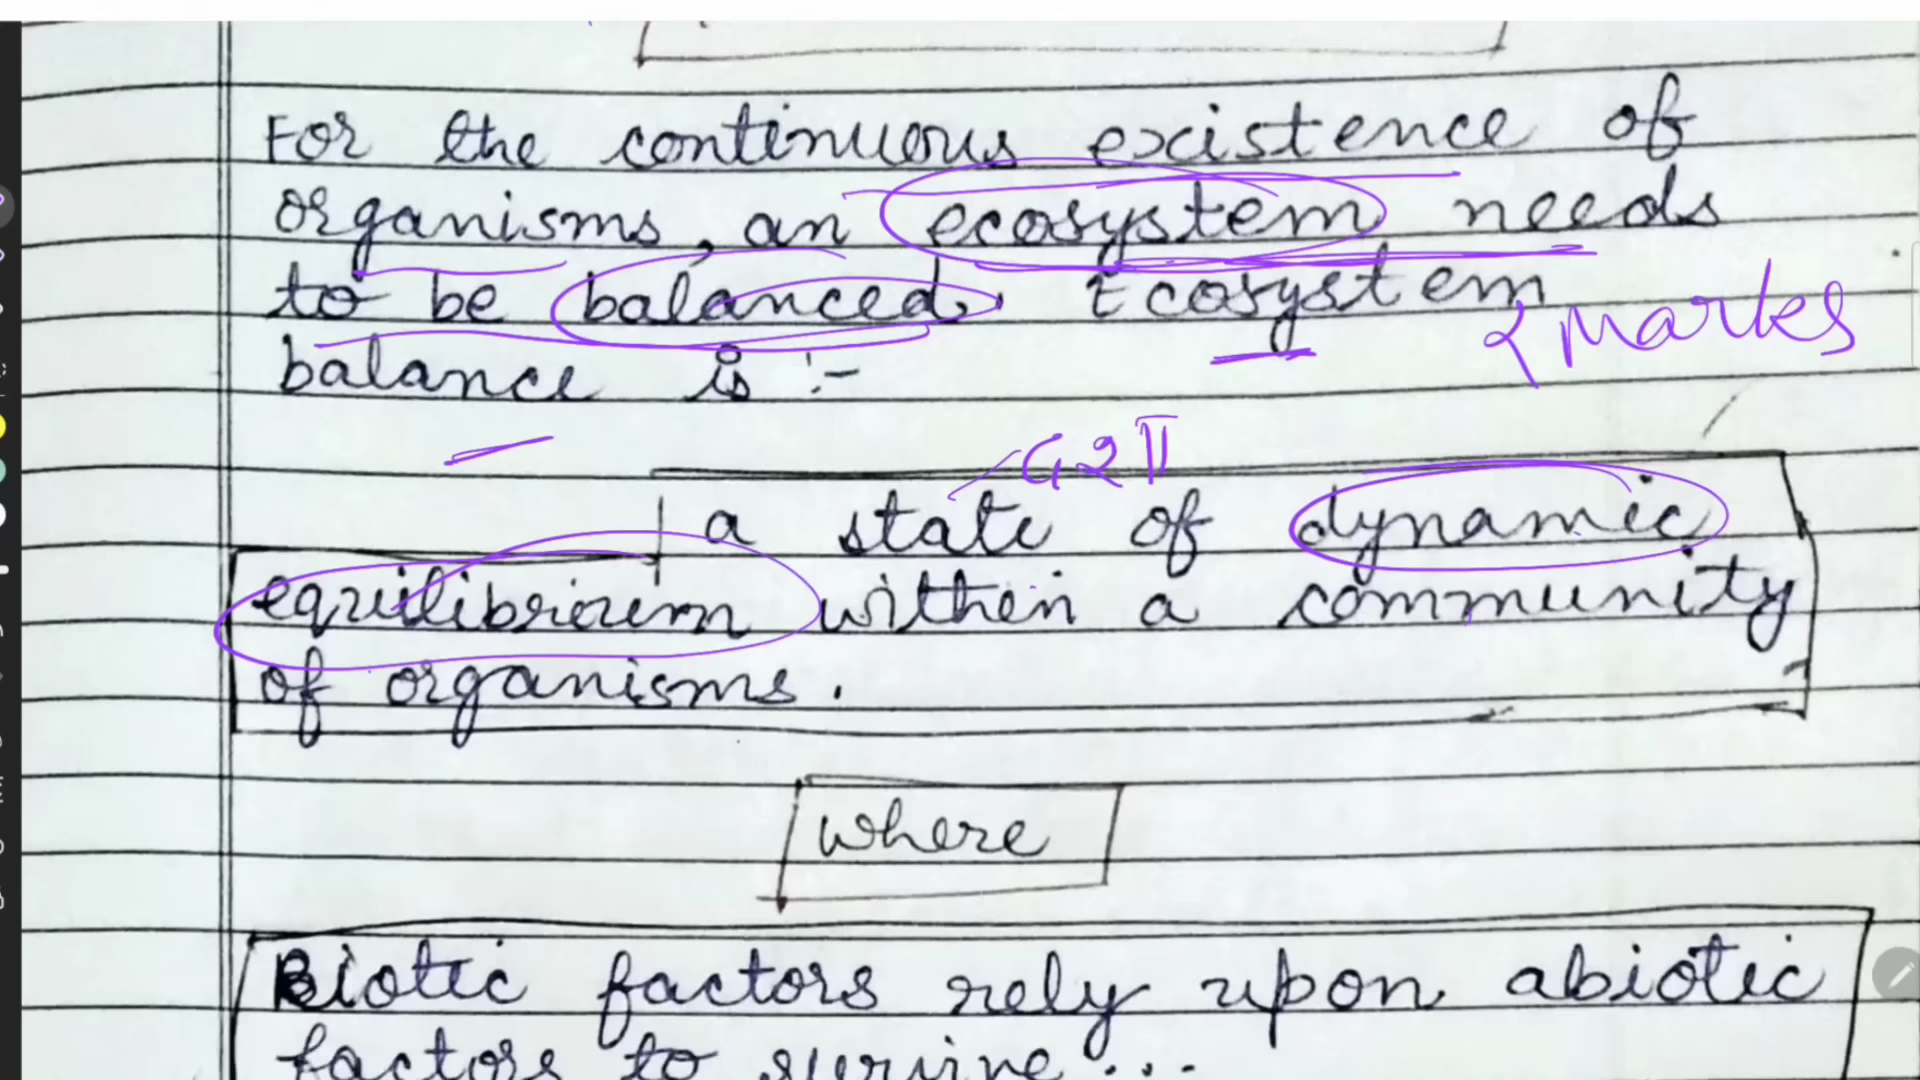 For the continuous existence of
organisms, an ecosystem needs
to be balanced. Ecosystem
balance is :-
2 Marks
a state of dynamic
equilibrium within a community
of organisms.
where
Biotic factors rely upon abiotic
factors to survive...